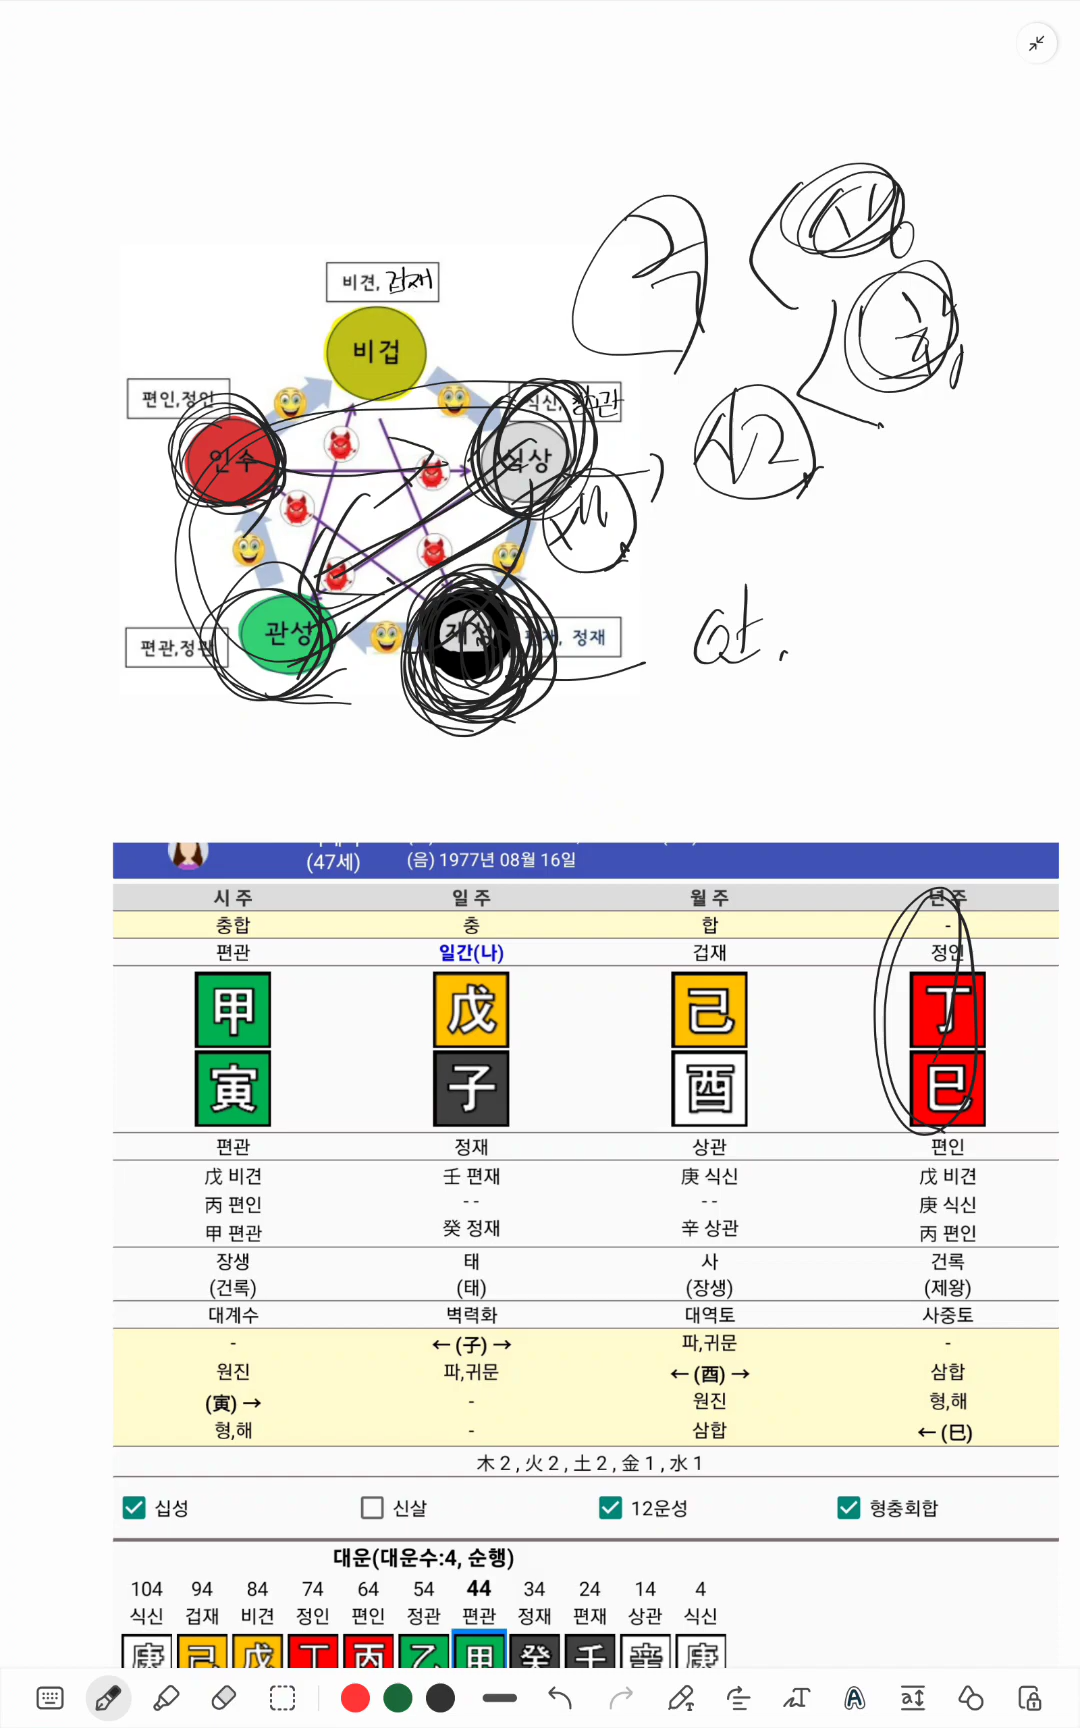 비견, 겁재
비겁
편인,정인
식신, 상관
인수
식상
관성
재성
편관,정관
정재
(47세) (음) 1977년 08월 16일
시주 일주 월주 년주
충합 충 합 -
편관 일간(나) 겁재 정인
甲 戊 己 丁
寅 子 酉 巳
편관 정재 상관 편인
戊 비견 壬 편재 庚 식신 戊 비견
丙 편인 - - - - 庚 식신
甲 편관 癸 정재 辛 상관 丙 편인
장생 태 사 건록
(건록) (태) (장생) (제왕)
대계수 벽력화 대역토 사중토
- ←(子)→ 파,귀문 -
원진 파,귀문 ←(酉)→ 삼합
(寅)→ - 원진 형,해
형,해 - 삼합 ←(巳)
木2,火2,土2,金1,水1
십성 신살 12운성 형충회합
대운(대운수:4, 순행)
104 94 84 74 64 54 44 34 24 14 4
식신 겁재 비견 정인 편인 정관 편관 정재 편재 상관 식신
庚 己 戊 丁 丙 乙 甲 癸 壬 辛 庚